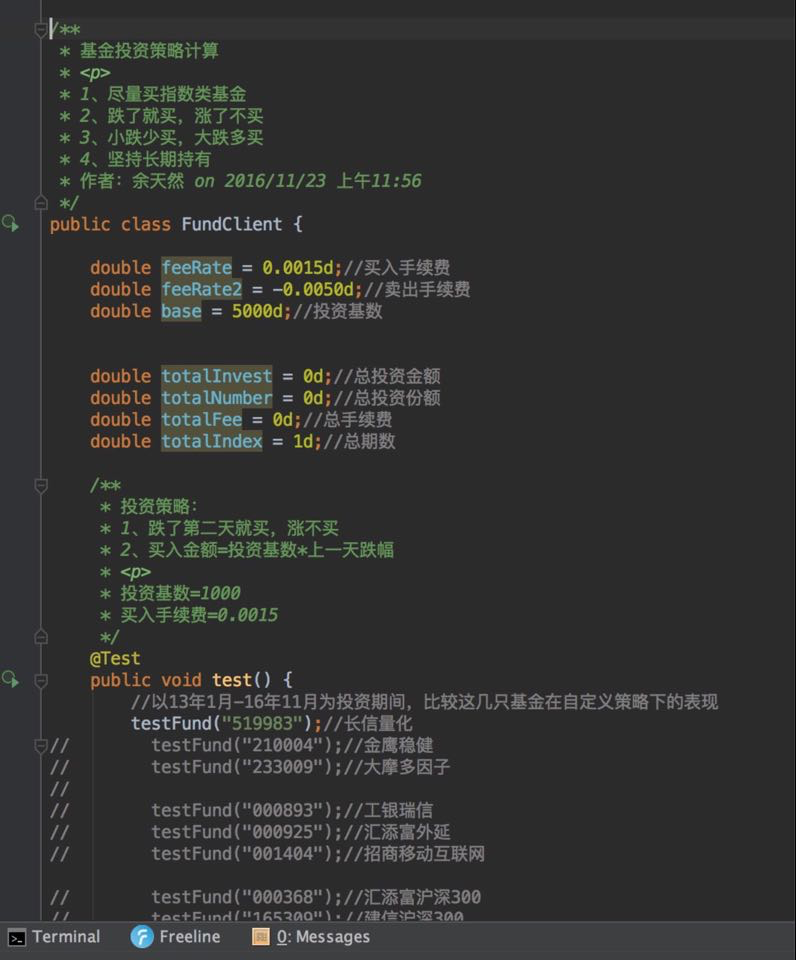 /**
 * 基金投资策略计算
 * <p>
 * 1、尽量买指数类基金
 * 2、跌了就买，涨了不买
 * 3、小跌少买，大跌多买
 * 4、坚持长期持有
 * 作者：余天然 on 2016/11/23 上午11:56
 */
public class FundClient {
double feeRate = 0.0015d;//买入手续费
double feeRate2 = -0.0050d;//卖出手续费
double base = 5000d;//投资基数
double totalInvest = 0d;//总投资金额
double totalNumber = 0d;//总投资份额
double totalFee = 0d;//总手续费
double totalIndex = 1d;//总期数
/**
 * 投资策略：
 * 1、跌了第二天就买，涨不买
 * 2、买入金额=投资基数*上一天跌幅
 * <p>
 * 投资基数=1000
 * 买入手续费=0.0015
 */
@Test
public void test() {
//以13年1月-16年11月为投资期间，比较这几只基金在自定义策略下的表现
testFund("519983");//长信量化
// testFund("210004");//金鹰稳健
// testFund("233009");//大摩多因子
//
// testFund("000893");//工银瑞信
// testFund("000925");//汇添富外延
// testFund("001404");//招商移动互联网
// testFund("000368");//汇添富沪深300
// testFund("165309");//建信沪深300
Terminal Freeline 0: Messages